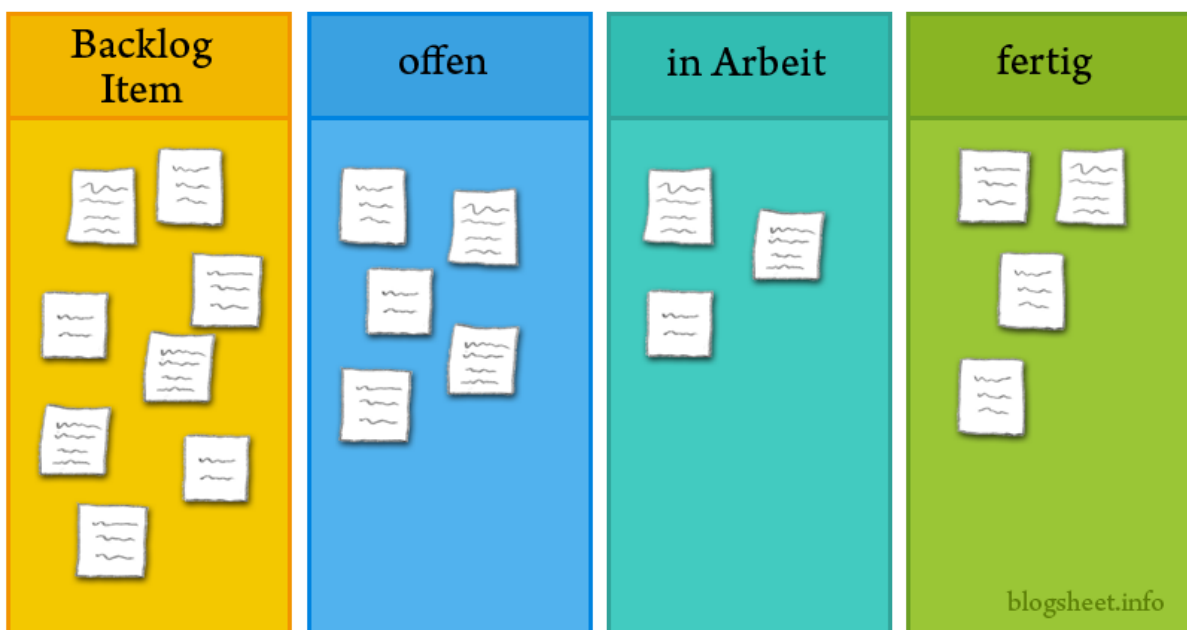 Backlog
Item
offen
in Arbeit
fertig
blogsheet.info